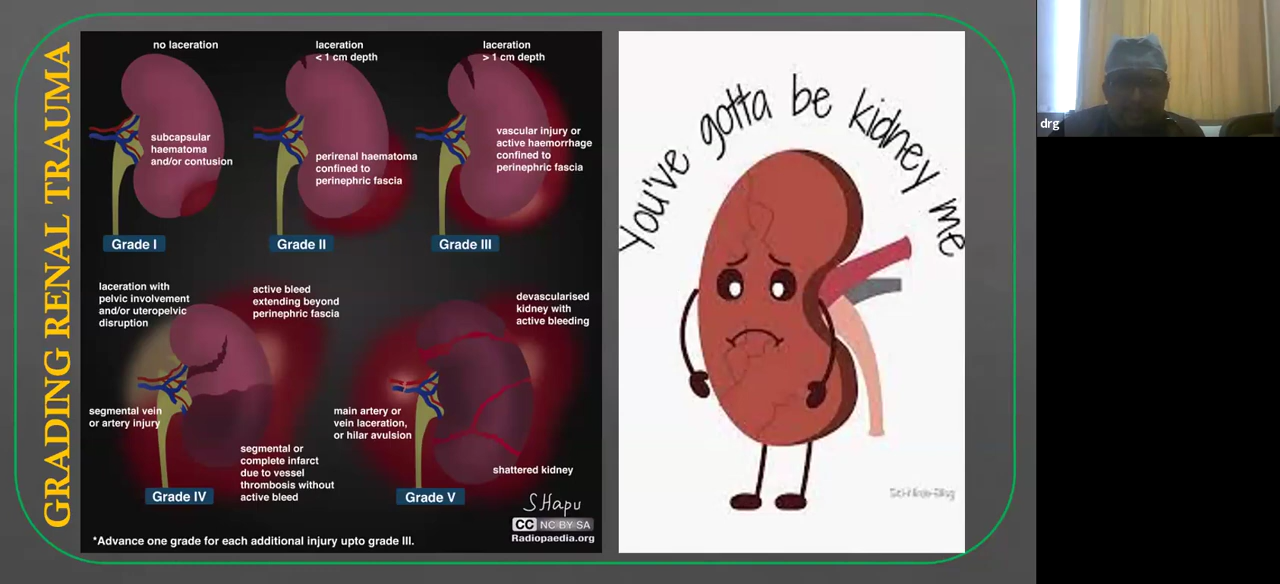 GRADING RENAL TRAUMA
no laceration
subcapsular
haematoma
and/or contusion
Grade I
laceration
< 1 cm depth
perirenal haematoma
confined to
perinephric fascia
Grade II
laceration
> 1 cm depth
vascular injury or
active haemorrhage
confined to
perinephric fascia
Grade III
laceration with
pelvic involvement
and/or uteropelvic
disruption
active bleed
extending beyond
perinephric fascia
segmental vein
or artery injury
segmental or
complete infarct
due to vessel
thrombosis without
active bleed
Grade IV
devascularised
kidney with
active bleeding
main artery or
vein laceration,
or hilar avulsion
shattered kidney
Grade V
SHapu
CC NC BY SA
Radiopaedia.org
*Advance one grade for each additional injury upto grade III.
You've gotta be kidney me
drg